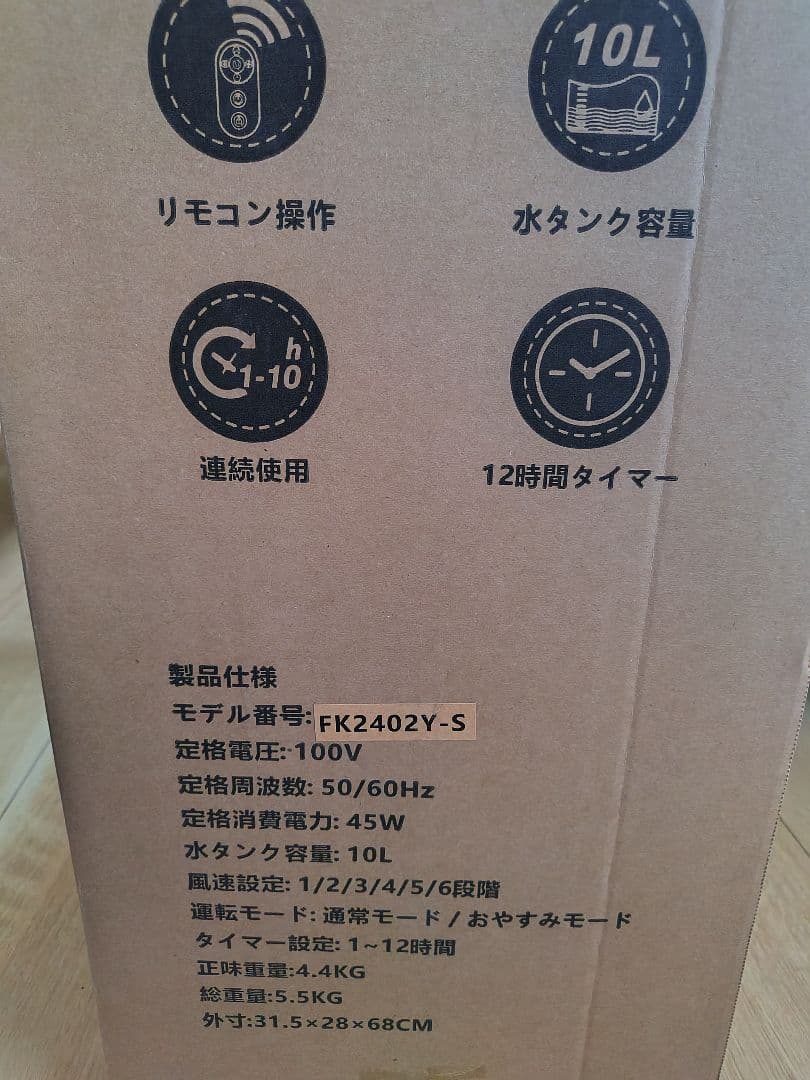 10L
リモコン操作
水タンク容量
1-10h
連続使用
12時間タイマー
製品仕様
モデル番号:FK2402Y-S
定格電圧:100V
定格周波数: 50/60Hz
定格消費電力: 45W
水タンク容量: 10L
風速設定: 1/2/3/4/5/6段階
運転モード: 通常モード / おやすみモード
タイマー設定: 1~12時間
正味重量:4.4KG
総重量:5.5KG
外寸:31.5×28×68CM